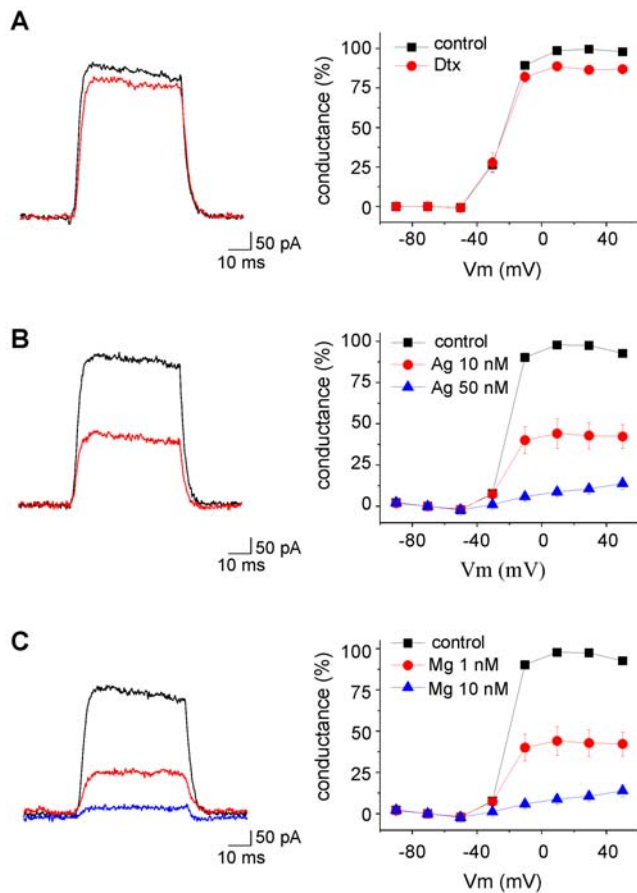 A
50 pA
10 ms
conductance (%)
100
75
50
25
0
control
Dtx
-80 -40 0 40
Vm (mV)
B
50 pA
10 ms
conductance (%)
100
75
50
25
0
control
Ag 10 nM
Ag 50 nM
-80 -40 0 40
Vm (mV)
C
50 pA
10 ms
conductance (%)
100
75
50
25
0
control
Mg 1 nM
Mg 10 nM
-80 -40 0 40
Vm (mV)